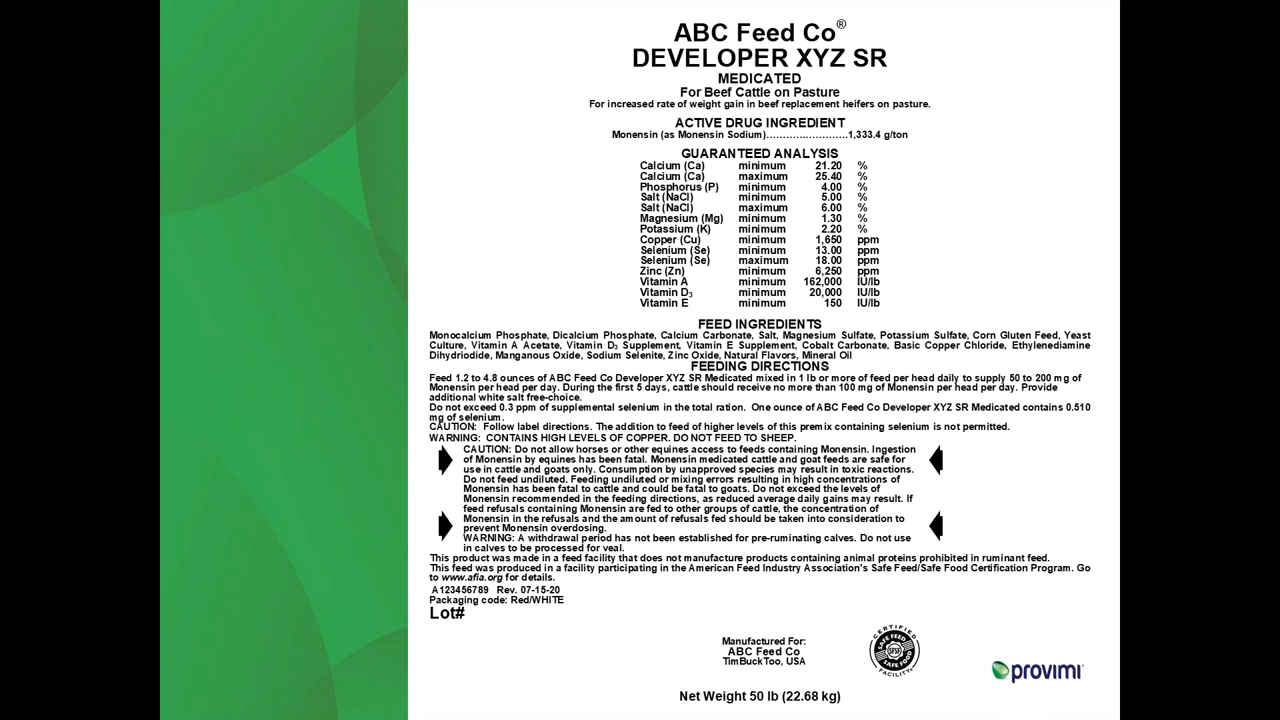 ABC Feed Co®
DEVELOPER XYZ SR
MEDICATED
For Beef Cattle on Pasture
For increased rate of weight gain in beef replacement heifers on pasture.
ACTIVE DRUG INGREDIENT
Monensin (as Monensin Sodium)……………………1,333.4 g/ton
GUARANTEED ANALYSIS
Calcium (Ca) minimum 21.20 %
Calcium (Ca) maximum 25.40 %
Phosphorus (P) minimum 4.00 %
Salt (NaCl) minimum 5.00 %
Salt (NaCl) maximum 6.00 %
Magnesium (Mg) minimum 1.30 %
Potassium (K) minimum 2.20 %
Copper (Cu) minimum 1,650 ppm
Selenium (Se) minimum 13.00 ppm
Selenium (Se) maximum 18.00 ppm
Zinc (Zn) minimum 6,250 ppm
Vitamin A minimum 162,000 IU/lb
Vitamin D₃ minimum 20,000 IU/lb
Vitamin E minimum 150 IU/lb
FEED INGREDIENTS
Monocalcium Phosphate, Dicalcium Phosphate, Calcium Carbonate, Salt, Magnesium Sulfate, Potassium Sulfate, Corn Gluten Feed, Yeast
Culture, Vitamin A Acetate, Vitamin D₃ Supplement, Vitamin E Supplement, Cobalt Carbonate, Basic Copper Chloride, Ethylenediamine
Dihydriodide, Manganous Oxide, Sodium Selenite, Zinc Oxide, Natural Flavors, Mineral Oil
FEEDING DIRECTIONS
Feed 1.2 to 4.8 ounces of ABC Feed Co Developer XYZ SR Medicated mixed in 1 lb or more of feed per head daily to supply 50 to 200 mg of
Monensin per head per day. During the first 5 days, cattle should receive no more than 100 mg of Monensin per head per day. Provide
additional white salt free-choice.
Do not exceed 0.3 ppm of supplemental selenium in the total ration. One ounce of ABC Feed Co Developer XYZ SR Medicated contains 0.510
mg of selenium.
CAUTION: Follow label directions. The addition to feed of higher levels of this premix containing selenium is not permitted.
WARNING: CONTAINS HIGH LEVELS OF COPPER. DO NOT FEED TO SHEEP.
CAUTION: Do not allow horses or other equines access to feeds containing Monensin. Ingestion
of Monensin by equines has been fatal. Monensin medicated cattle and goat feeds are safe for
use in cattle and goats only. Consumption by unapproved species may result in toxic reactions.
Do not feed undiluted. Feeding undiluted or mixing errors resulting in high concentrations of
Monensin has been fatal to cattle and could be fatal to goats. Do not exceed the levels of
Monensin recommended in the feeding directions, as reduced average daily gains may result. If
feed refusals containing Monensin are fed to other groups of cattle, the concentration of
Monensin in the refusals and the amount of refusals fed should be taken into consideration to
prevent Monensin overdosing.
WARNING: A withdrawal period has not been established for pre-ruminating calves. Do not use
in calves to be processed for veal.
This product was made in a feed facility that does not manufacture products containing animal proteins prohibited in ruminant feed.
This feed was produced in a facility participating in the American Feed Industry Association's Safe Feed/Safe Food Certification Program. Go
to www.afia.org for details.
A123456789 Rev. 07-15-20
Packaging code: Red/WHITE
Lot#
Manufactured For:
ABC Feed Co
TimBuckToo, USA
CERTIFIED
SAFE FEED
SFSF
SAFE FOOD
FACILITY
provimi
Net Weight 50 lb (22.68 kg)